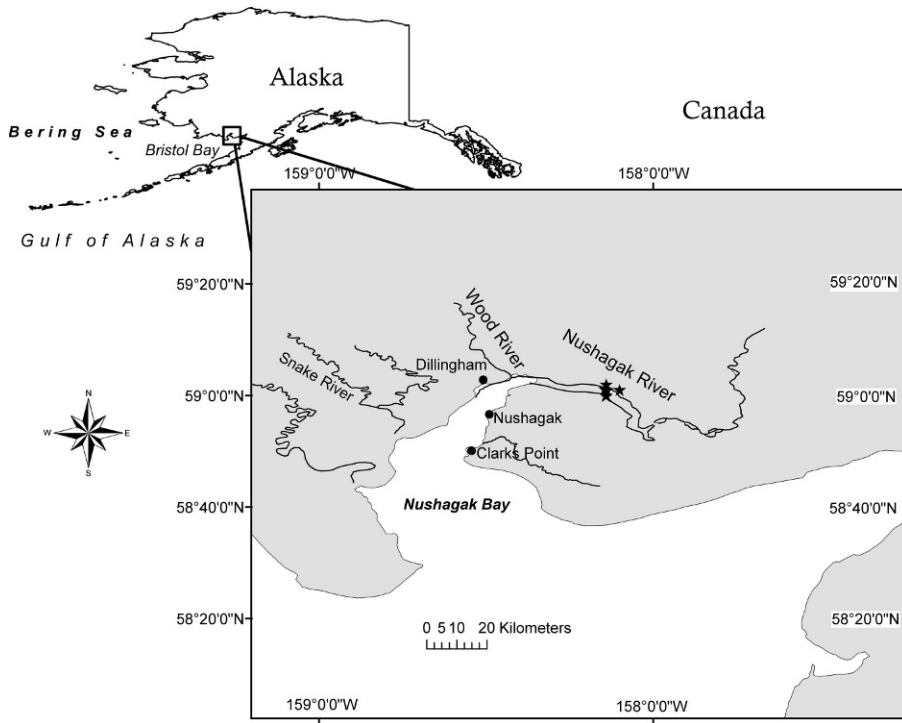 Alaska
Canada
Bering Sea
Bristol Bay
Gulf of Alaska
159°0'0"W
158°0'0"W
59°20'0"N
59°20'0"N
Wood River
Nushagak River
Dillingham
Snake River
59°0'0"N
59°0'0"N
Nushagak
N
W
E
S
Clarks Point
Nushagak Bay
58°40'0"N
58°40'0"N
58°20'0"N
58°20'0"N
0 5 10 20 Kilometers
159°0'0"W
158°0'0"W